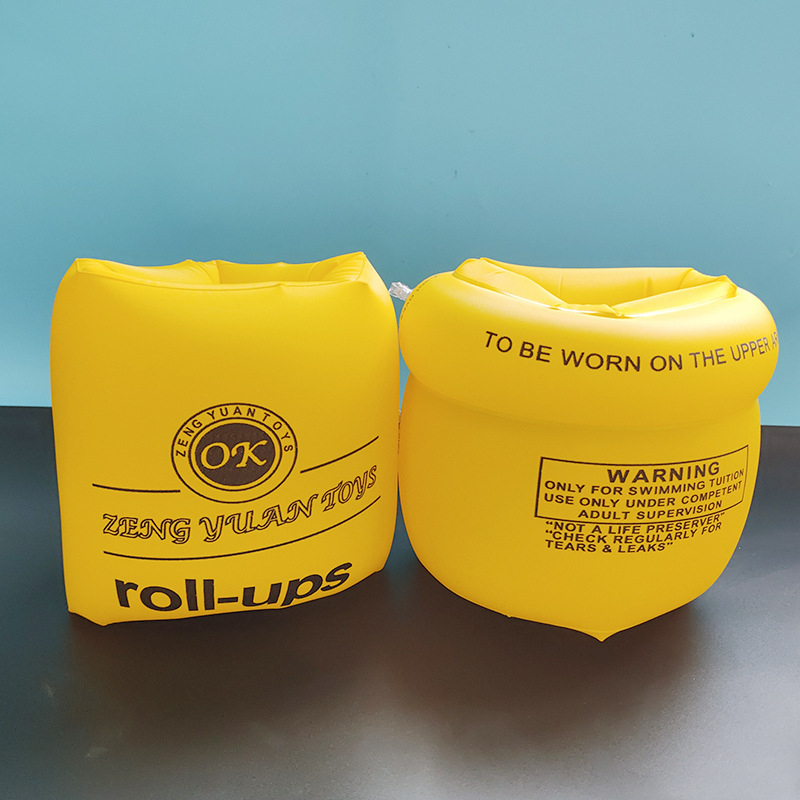 ZENG YUAN TOYS
OK
ZENG YUAN TOYS
roll-ups
TO BE WORN ON THE UPPER
WARNING
ONLY FOR SWIMMING TUITION
USE ONLY UNDER COMPETENT
ADULT SUPERVISION
"NOT A LIFE PRESERVER"
"CHECK REGULARLY FOR
TEARS & LEAKS"